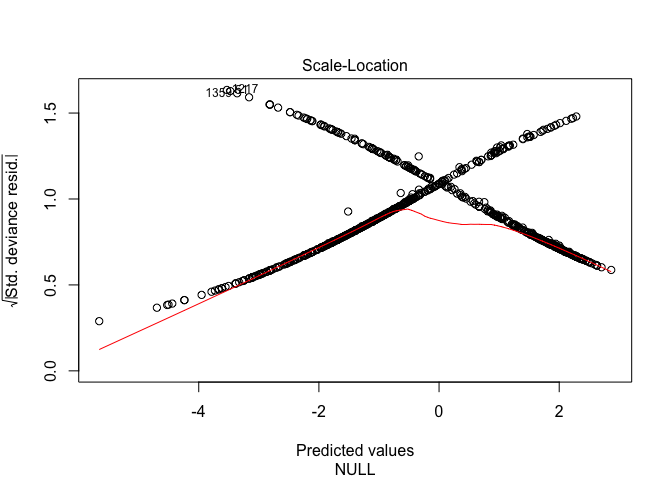 Scale-Location
√|Std. deviance resid.|
0.0
0.5
1.0
1.5
1217
-4
-2
0
2
Predicted values
NULL